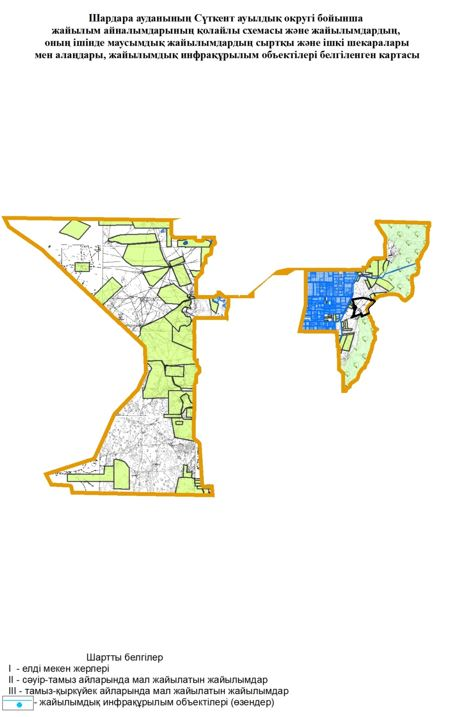 Шардара ауданының Сүткент ауылдық округі бойынша
жайылым айналымдарының қолайлы схемасы және жайылымдардың,
оның ішінде маусымдық жайылымдардың сыртқы және ішкі шекаралары
мен алаңдары, жайылымдық инфрақұрылым объектілері белгіленген картасы
Шартты белгілер
I - елді мекен жерлері
II - сәуір-тамыз айларында мал жайылатын жайылымдар
III - тамыз-қыркүйек айларында мал жайылатын жайылымдар
- жайылымдық инфрақұрылым объектілері (өзендер)